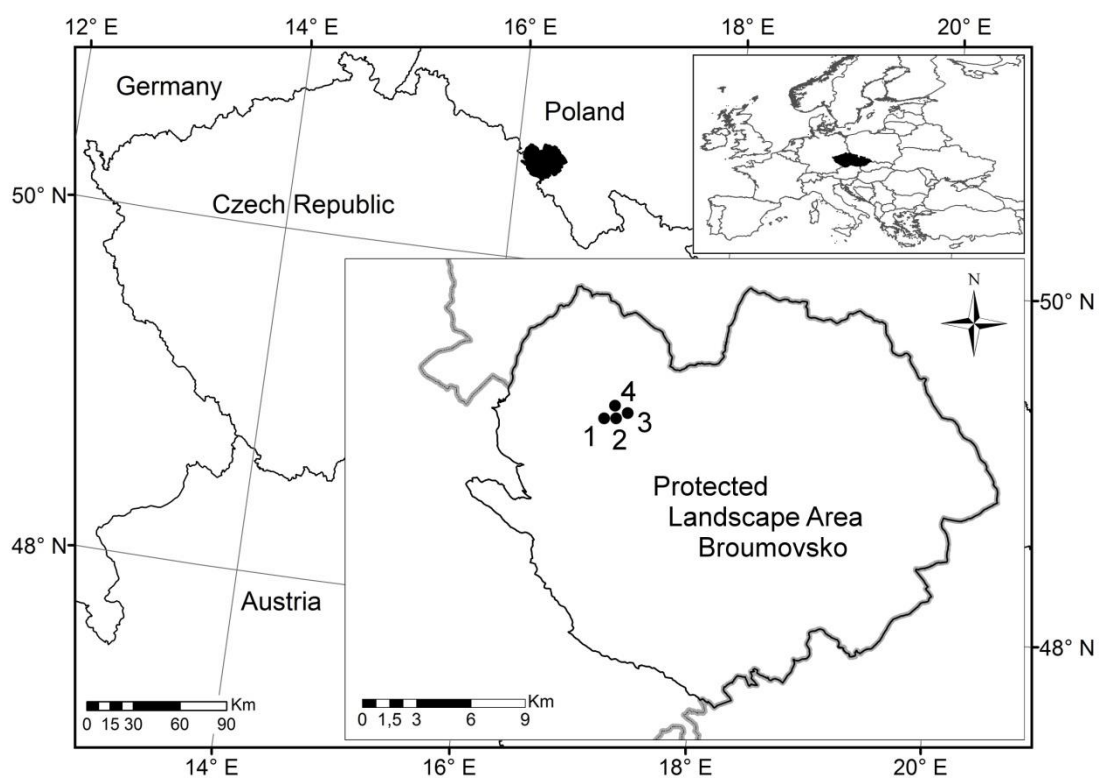 12° E 14° E 16° E 18° E 20° E
Germany
Poland
50° N
Czech Republic
N
50° N
4
1 2 3
Protected
Landscape Area
Broumovsko
48° N
Austria
48° N
Km
0 15 30 60 90
Km
0 1,5 3 6 9
14° E 16° E 18° E 20° E